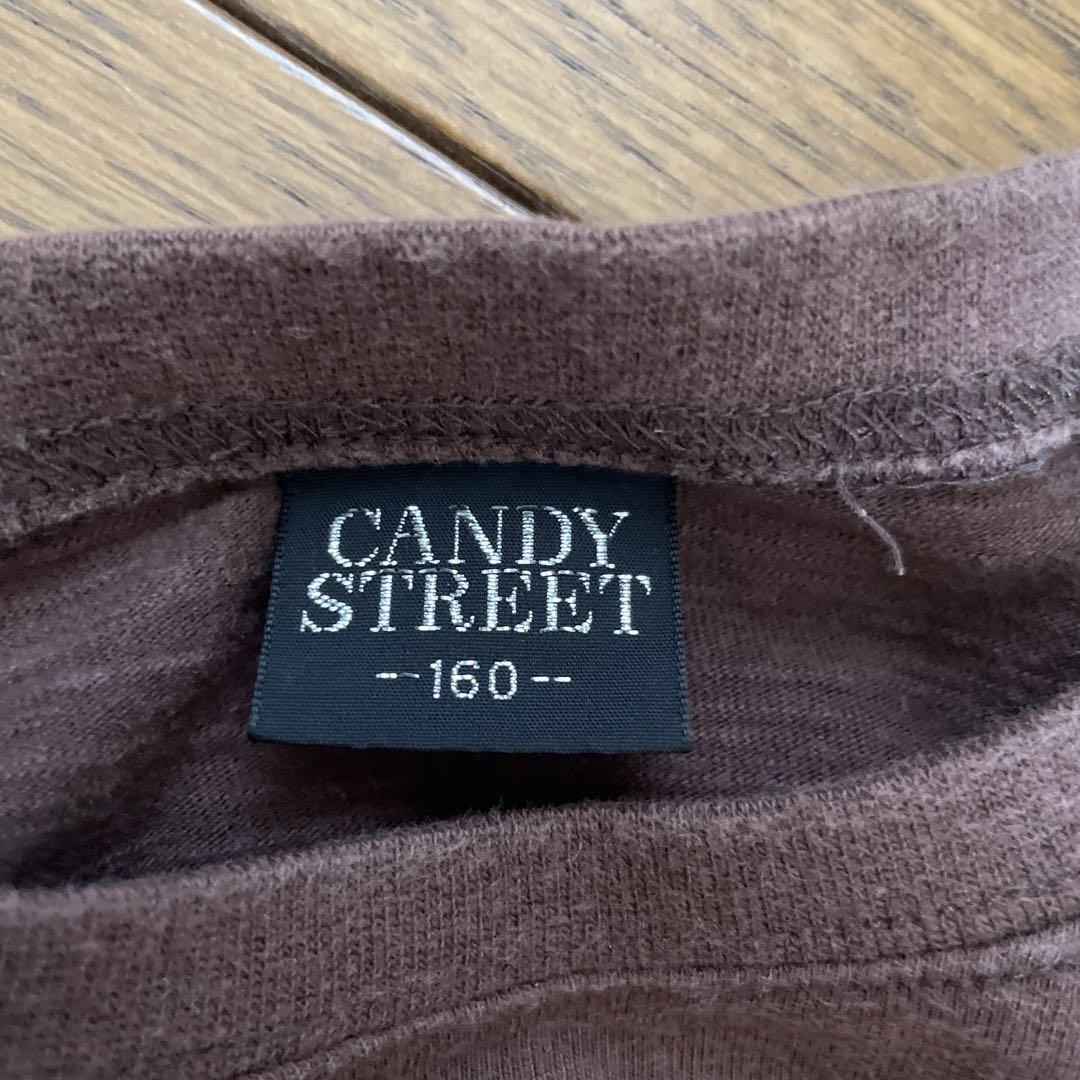 CANDY
STREET
--160--